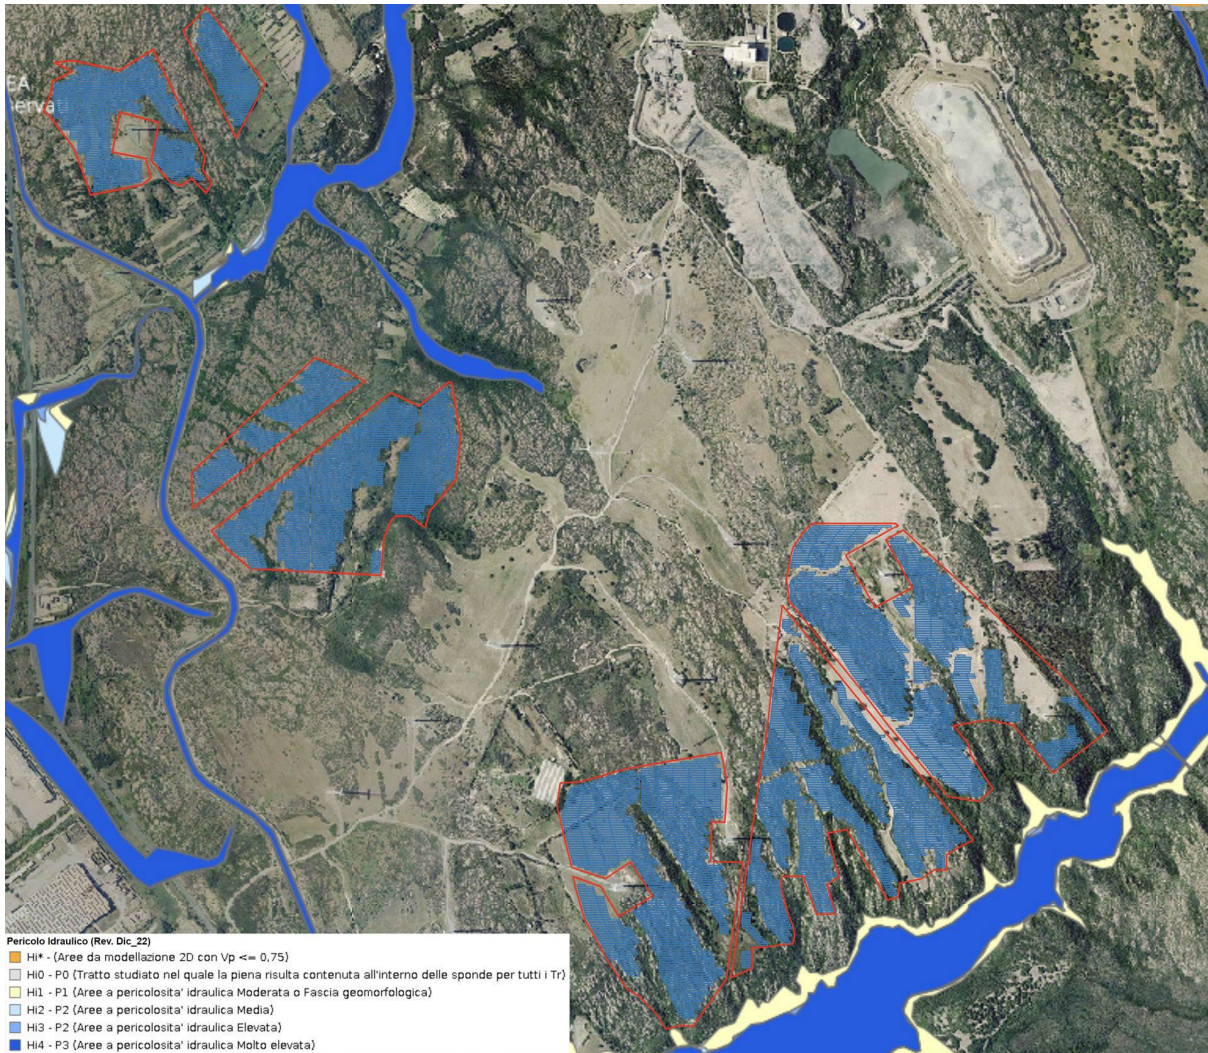 EA
servati
Pericolo Idraulico (Rev. Dic_22)
Hi* - (Aree da modellazione 2D con Vp <= 0,75)
Hi0 - P0 (Tratto studiato nel quale la piena risulta contenuta all'interno delle sponde per tutti i Tr)
Hi1 - P1 (Aree a pericolosita' idraulica Moderata o Fascia geomorfologica)
Hi2 - P2 (Aree a pericolosita' idraulica Media)
Hi3 - P2 (Aree a pericolosita' idraulica Elevata)
Hi4 - P3 (Aree a pericolosita' idraulica Molto elevata)